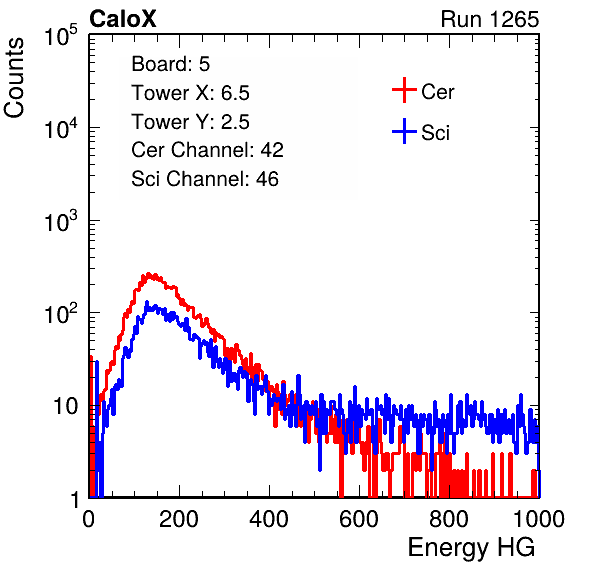 CaloX Run 1265
Counts
Board: 5
Tower X: 6.5
Tower Y: 2.5
Cer Channel: 42
Sci Channel: 46
Cer
Sci
10^5
10^4
10^3
10^2
10
1
0 200 400 600 800 1000
Energy HG